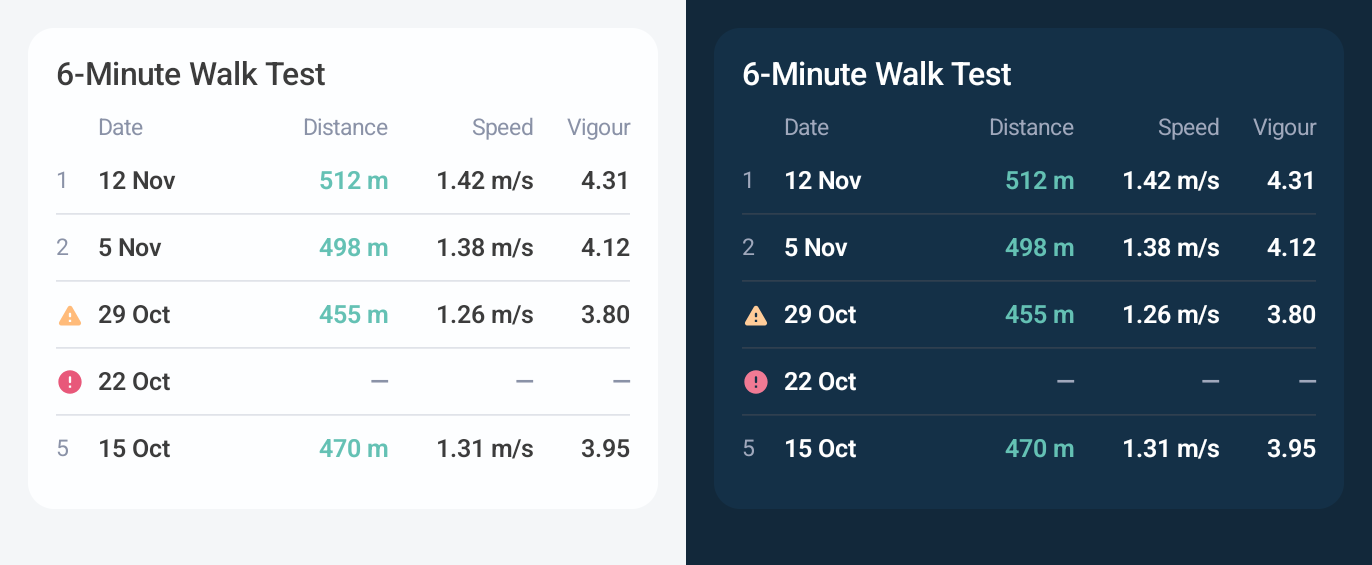 6-Minute Walk Test
Date Distance Speed Vigour
1 12 Nov 512 m 1.42 m/s 4.31
2 5 Nov 498 m 1.38 m/s 4.12
29 Oct 455 m 1.26 m/s 3.80
22 Oct — — —
5 15 Oct 470 m 1.31 m/s 3.95
6-Minute Walk Test
Date Distance Speed Vigour
1 12 Nov 512 m 1.42 m/s 4.31
2 5 Nov 498 m 1.38 m/s 4.12
29 Oct 455 m 1.26 m/s 3.80
22 Oct — — —
5 15 Oct 470 m 1.31 m/s 3.95